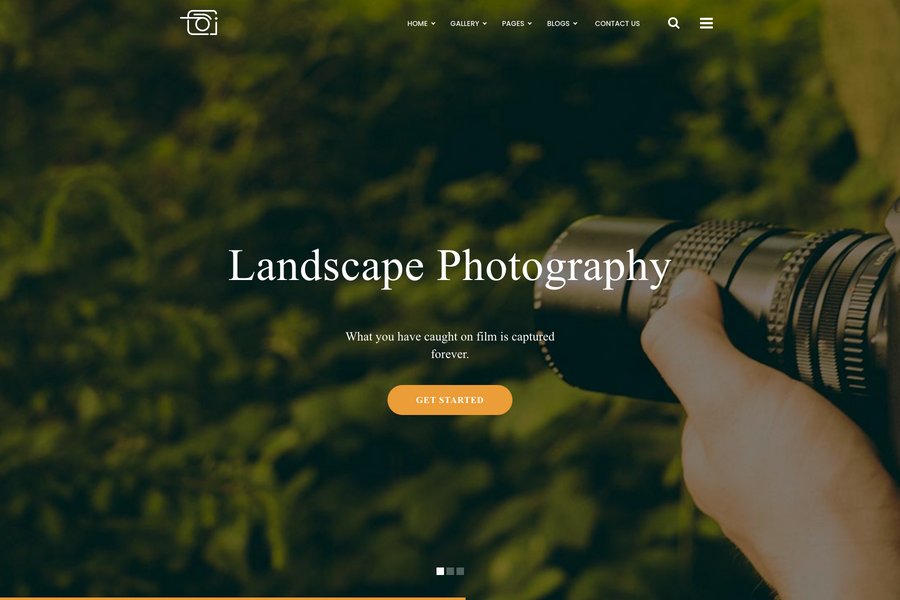 HOME
GALLERY
PAGES
BLOGS
CONTACT US
Landscape Photography
What you have caught on film is captured
forever.
GET STARTED